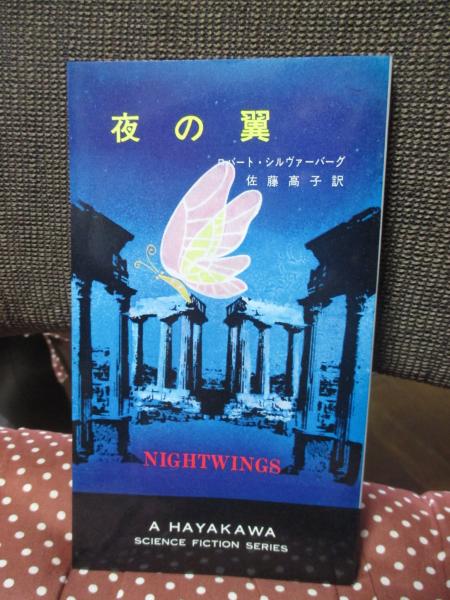 夜の翼
ロバート・シルヴァーバーグ
佐藤高子訳
NIGHTWINGS
A HAYAKAWA
SCIENCE FICTION SERIES